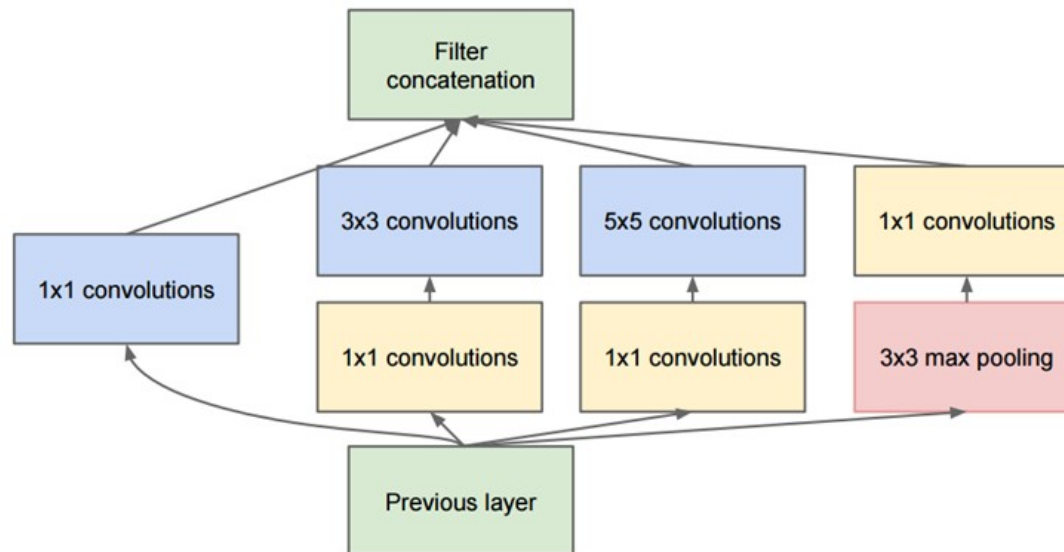 Filter
concatenation
3x3 convolutions
5x5 convolutions
1x1 convolutions
1x1 convolutions
1x1 convolutions
1x1 convolutions
3x3 max pooling
Previous layer